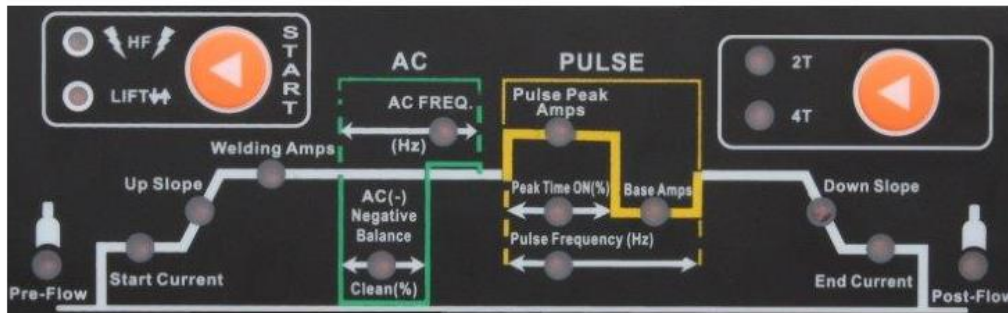 HF
LIFT
START
AC
AC FREQ.
(Hz)
PULSE
Pulse Peak
Amps
2T
4T
Welding Amps
Up Slope
AC(-)
Negative
Balance
Clean(%)
Peak Time ON(%)
Base Amps
Pulse Frequency (Hz)
Down Slope
Pre-Flow
Start Current
End Current
Post-Flow